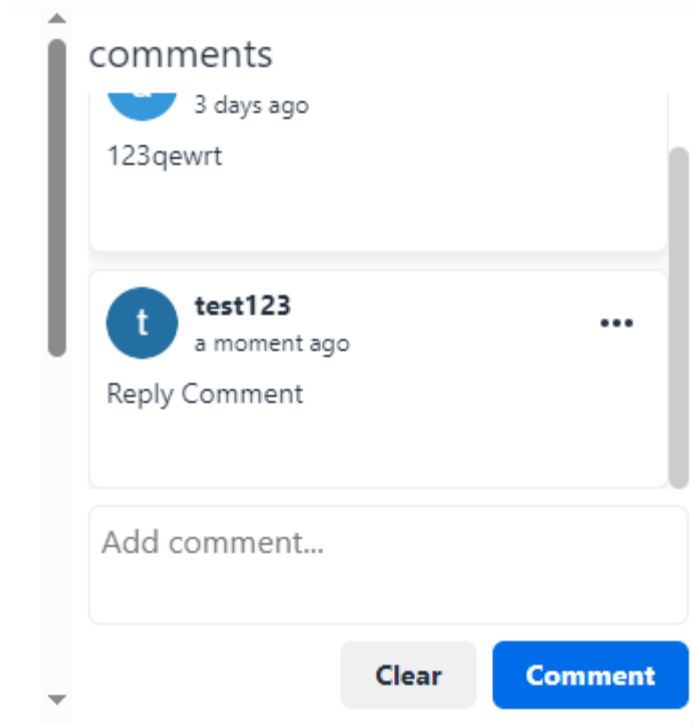 comments
3 days ago
123qewrt
t
test123
a moment ago
Reply Comment
Add comment...
Clear
Comment